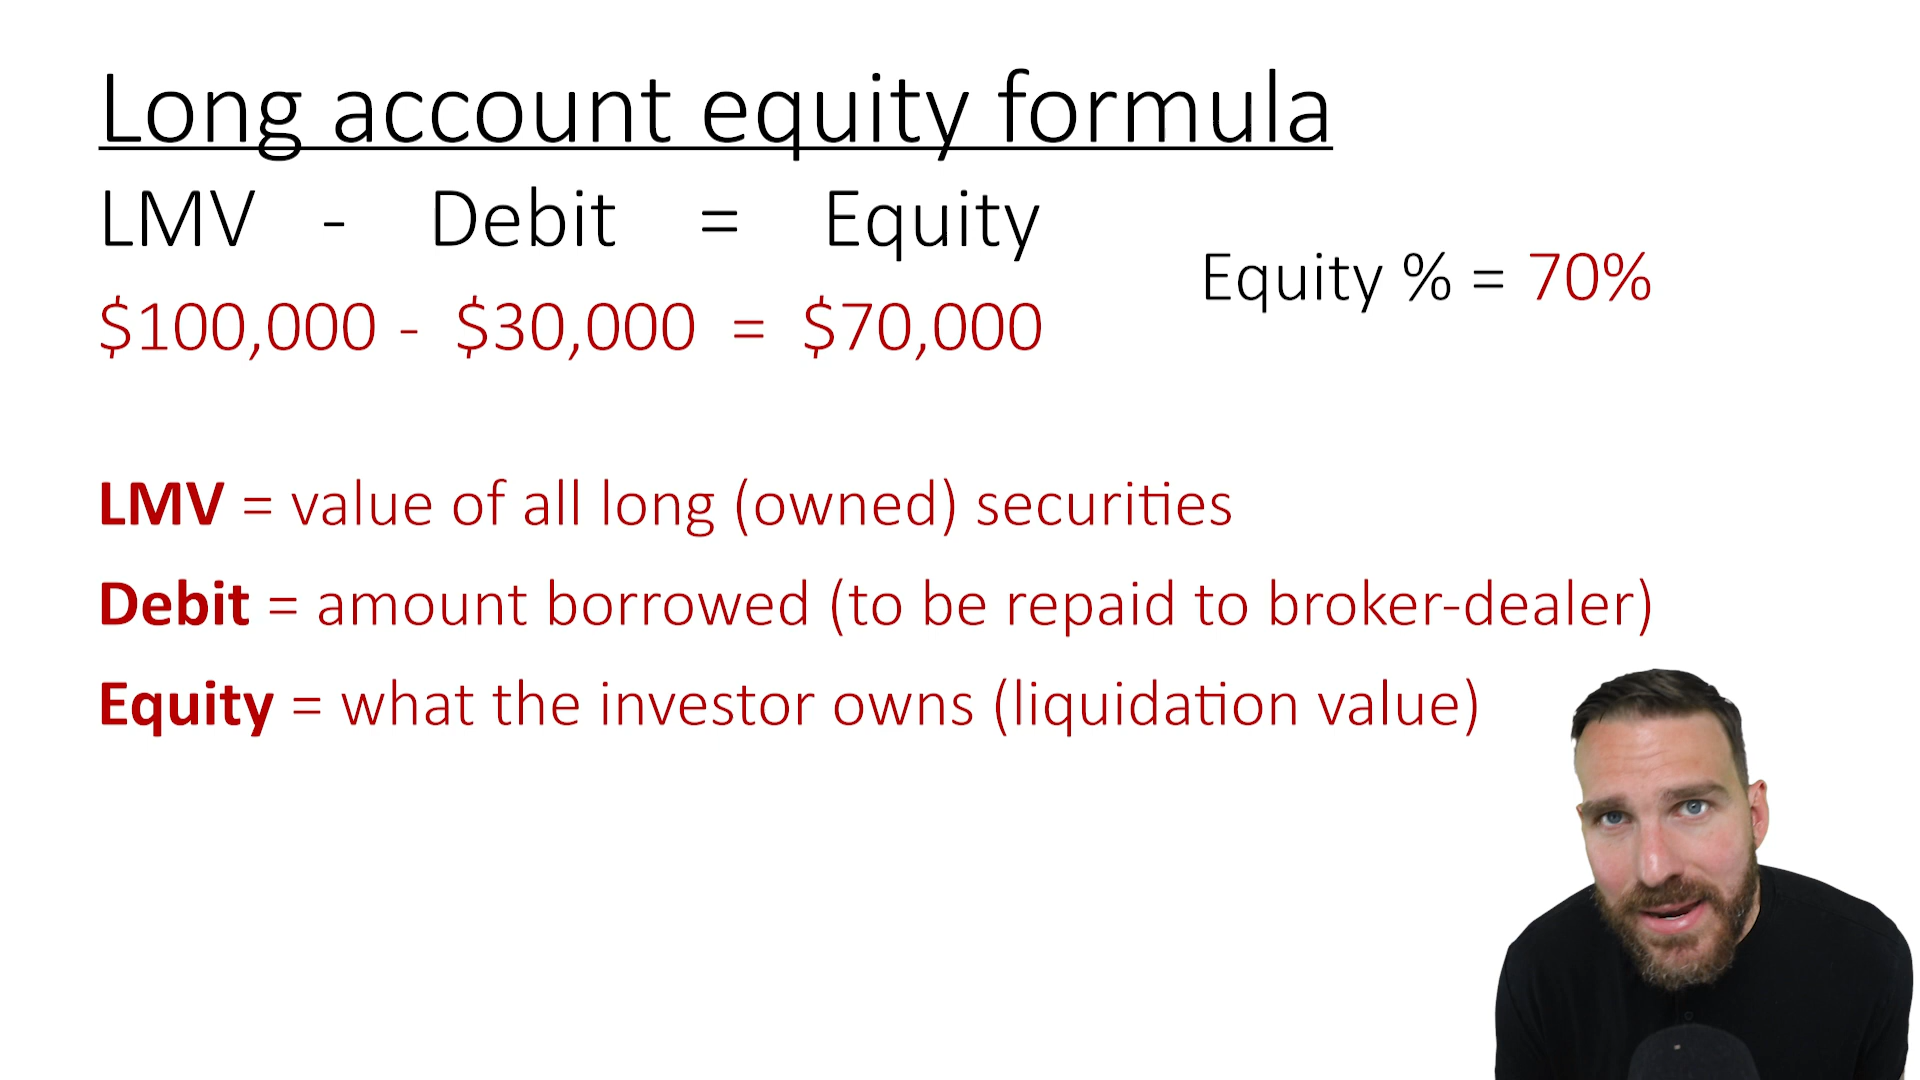 Long account equity formula
LMV - Debit = Equity
Equity % = 70%
$100,000 - $30,000 = $70,000
LMV = value of all long (owned) securities
Debit = amount borrowed (to be repaid to broker-dealer)
Equity = what the investor owns (liquidation value)